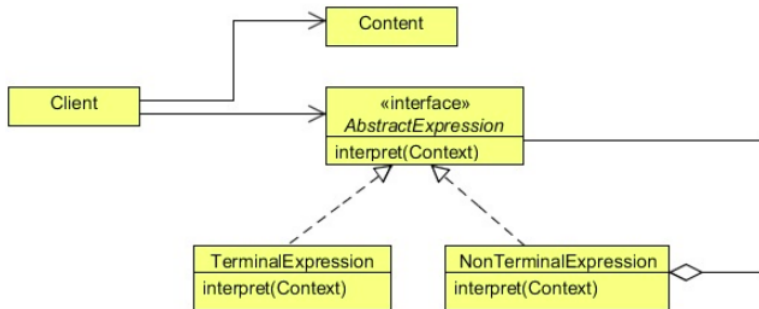 Content
Client
«interface»
AbstractExpression
interpret(Context)
TerminalExpression
interpret(Context)
NonTerminalExpression
interpret(Context)